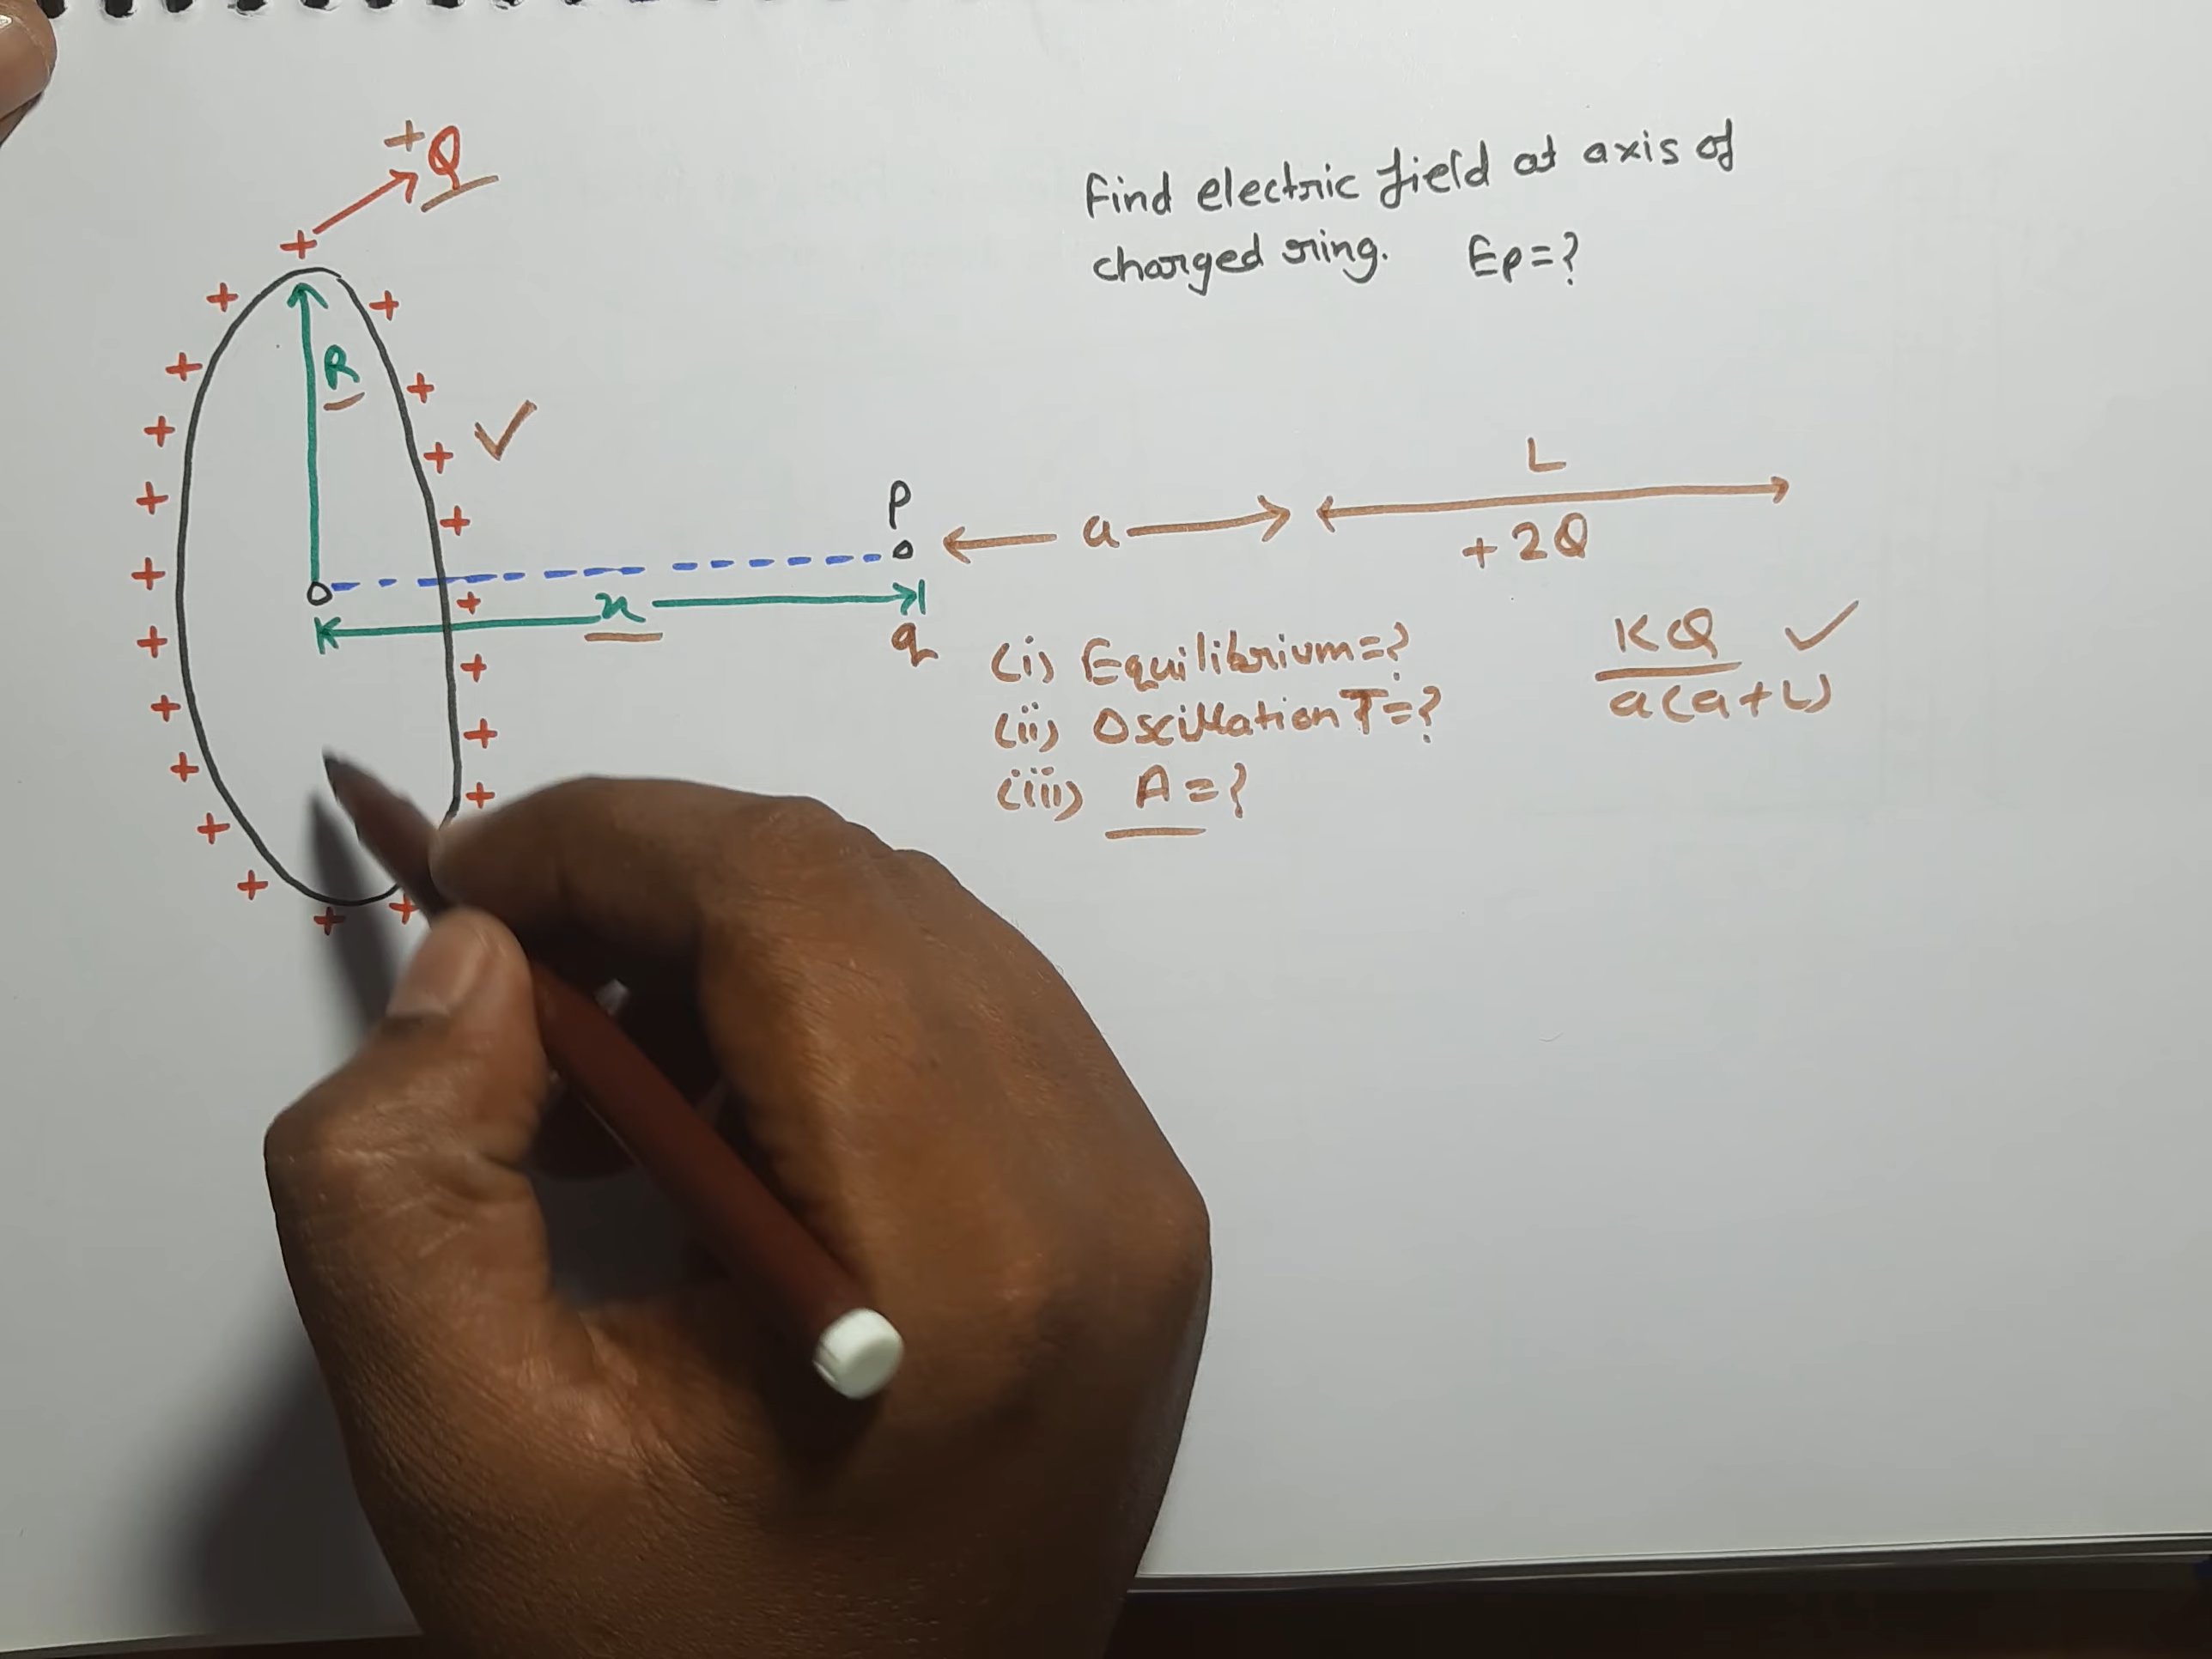 +Q
Find electric field at axis of
charged ring. Ep=?
R
L
P
a
+2Q
O
x
q
(i) Equilibrium=?
KQ
a(a+L)
(ii) Oscillation T=?
(iii) A=?